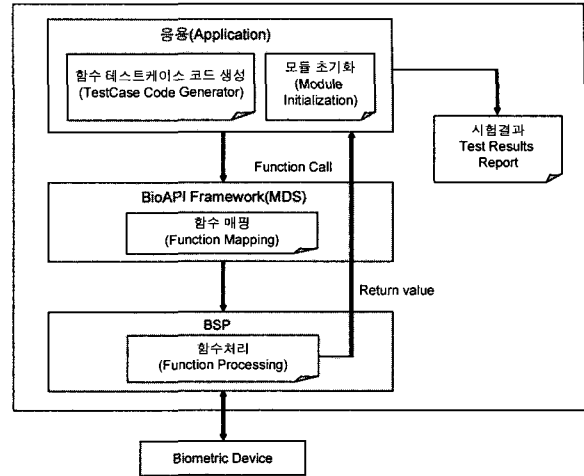 응용(Application)
함수 테스트케이스 코드 생성
(TestCase Code Generator)
모듈 초기화
(Module
Initialization)
시험결과
Test Results
Report
Function Call
BioAPI Framework(MDS)
함수 매핑
(Function Mapping)
Return value
BSP
함수처리
(Function Processing)
Biometric Device